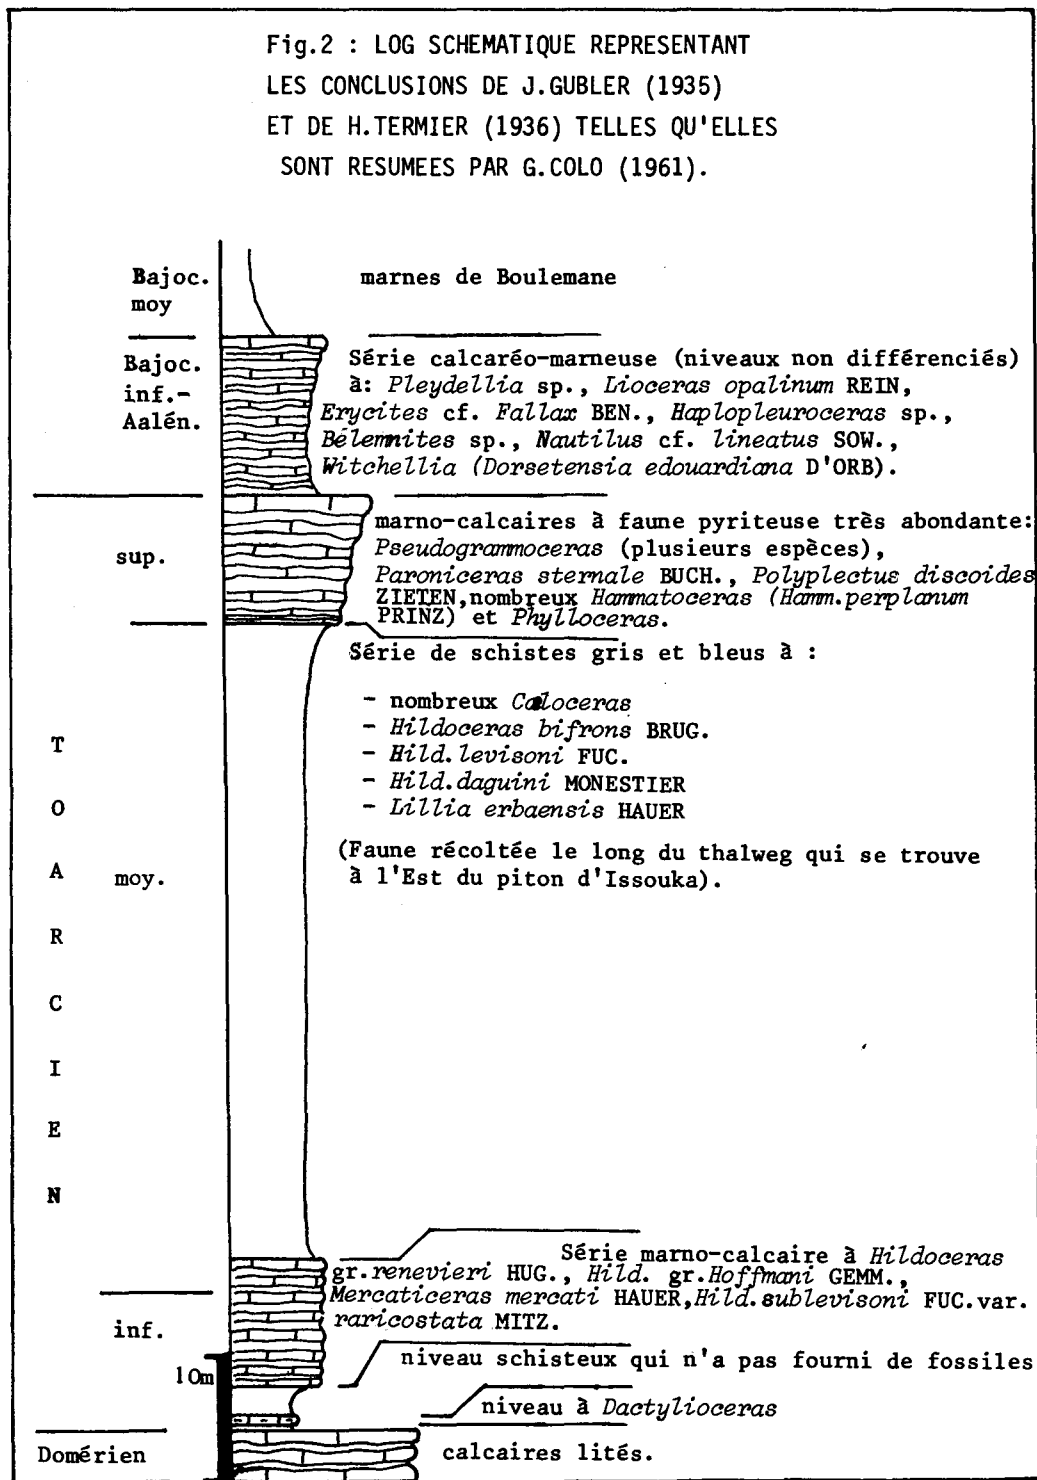 Fig.2 : LOG SCHEMATIQUE REPRESENTANT
LES CONCLUSIONS DE J.GUBLER (1935)
ET DE H.TERMIER (1936) TELLES QU'ELLES
SONT RESUMEES PAR G.COLO (1961).
Bajoc.
moy
marnes de Boulemane
Bajoc.
inf.-
Aalén.
Série calcaréo-marneuse (niveaux non différenciés)
à: Pleydellia sp., Lioceras opalinum REIN,
Erycites cf. Fallax BEN., Haplopleuroceras sp.,
Bélemnites sp., Nautilus cf. lineatus SOW.,
Witchellia (Dorsetensia edouardiana D'ORB).
sup.
marno-calcaires à faune pyriteuse très abondante:
Pseudogrammoceras (plusieurs espèces),
Paroniceras sternale BUCH., Polyplectus discoides
ZIETEN,nombreux Hammatoceras (Hamm.perplanum
PRINZ) et Phylloceras.
Série de schistes gris et bleus à :
- nombreux Caloceras
- Hildoceras bifrons BRUG.
- Hild.levisoni FUC.
- Hild.daguini MONESTIER
- Lillia erbaensis HAUER
(Faune récoltée le long du thalweg qui se trouve
à l'Est du piton d'Issouka).
TOARCIEN
moy.
Série marno-calcaire à Hildoceras
gr.renevieri HUG., Hild. gr.Hoffmani GEMM.,
Mercaticeras mercati HAUER,Hild.sublevisoni FUC.var.
raricostata MITZ.
inf.
niveau schisteux qui n'a pas fourni de fossiles
10m
niveau à Dactylioceras
Domérien
calcaires lités.